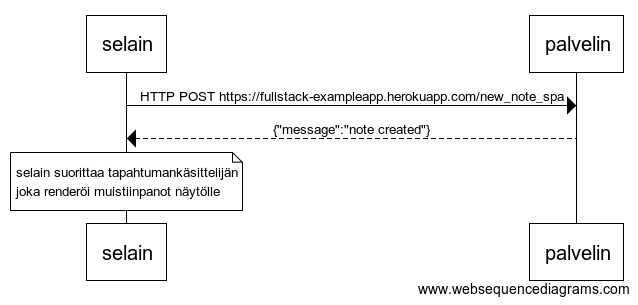 selain
palvelin
HTTP POST https://fullstack-exampleapp.herokuapp.com/new_note_spa
{"message":"note created"}
selain suorittaa tapahtumankäsittelijän
joka renderöi muistiinpanot näytölle
selain
palvelin
www.websequencediagrams.com